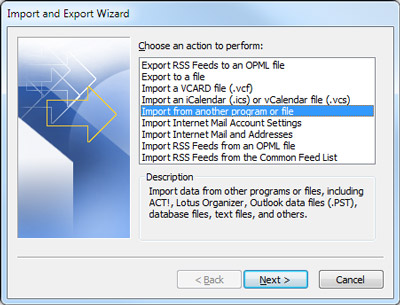 Import and Export Wizard
Choose an action to perform:
Export RSS Feeds to an OPML file
Export to a file
Import a VCARD file (.vcf)
Import an iCalendar (.ics) or vCalendar file (.vcs)
Import from another program or file
Import Internet Mail Account Settings
Import Internet Mail and Addresses
Import RSS Feeds from an OPML file
Import RSS Feeds from the Common Feed List
Description
Import data from other programs or files, including
ACT!, Lotus Organizer, Outlook data files (.PST),
database files, text files, and others.
< Back Next > Cancel